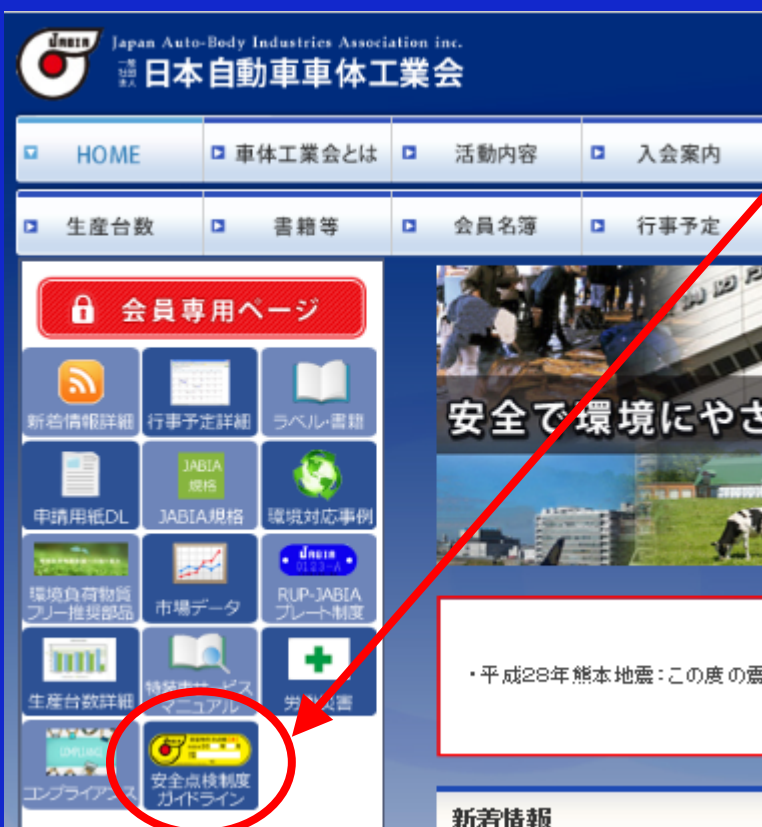 JABIA
Japan Auto-Body Industries Association inc.
一般社団法人 日本自動車車体工業会
HOME
車体工業会とは
活動内容
入会案内
生産台数
書籍等
会員名簿
行事予定
会員専用ページ
新着情報詳細
行事予定詳細
ラベル・書籍
JABIA
規格
申請用紙DL
JABIA規格
環境対応事例
JABIA
0123-A
環境負荷物質
フリー推奨部品
市場データ
RUP-JABIA
プレート制度
生産台数詳細
特装車サービス
マニュアル
労働災害
COMPLIANCE
コンプライアンス
安全点検制度
ガイドライン
安全で環境にやさ
・平成28年熊本地震：この度の震
新着情報